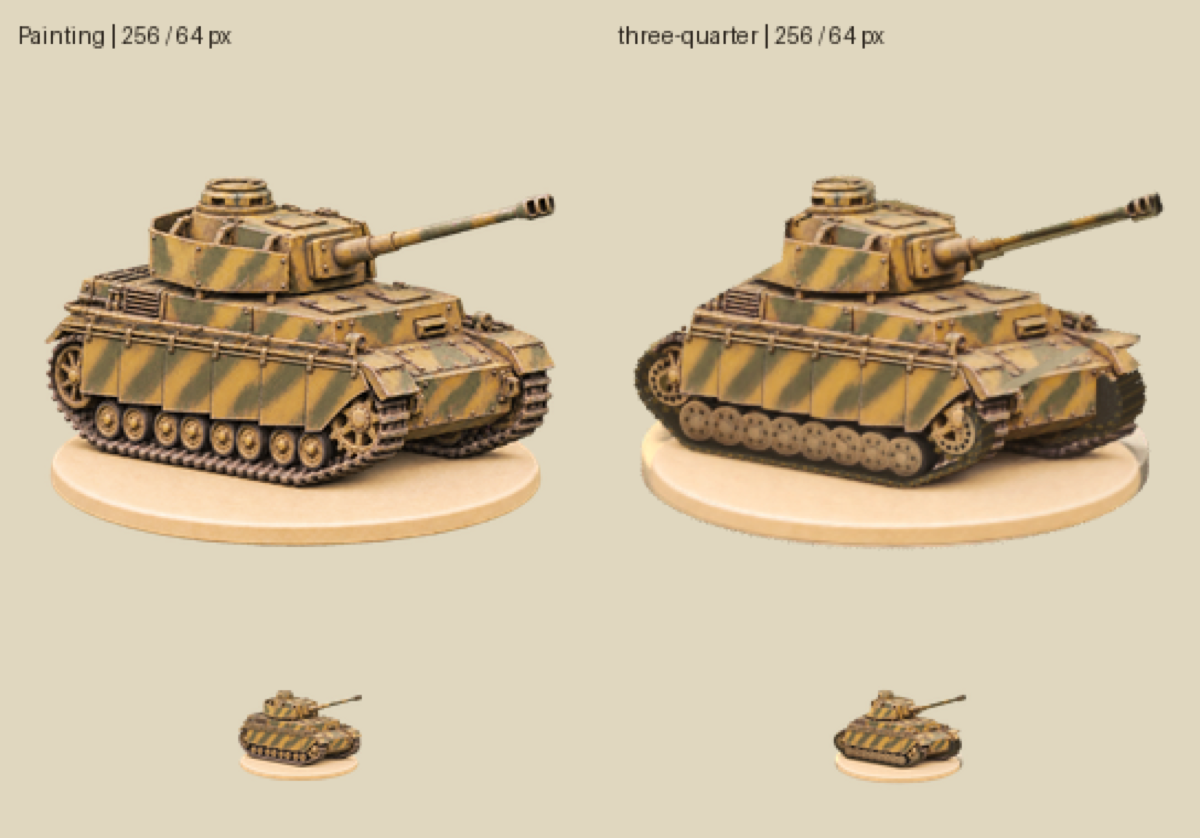 Painting | 256 / 64 px
three-quarter | 256 / 64 px